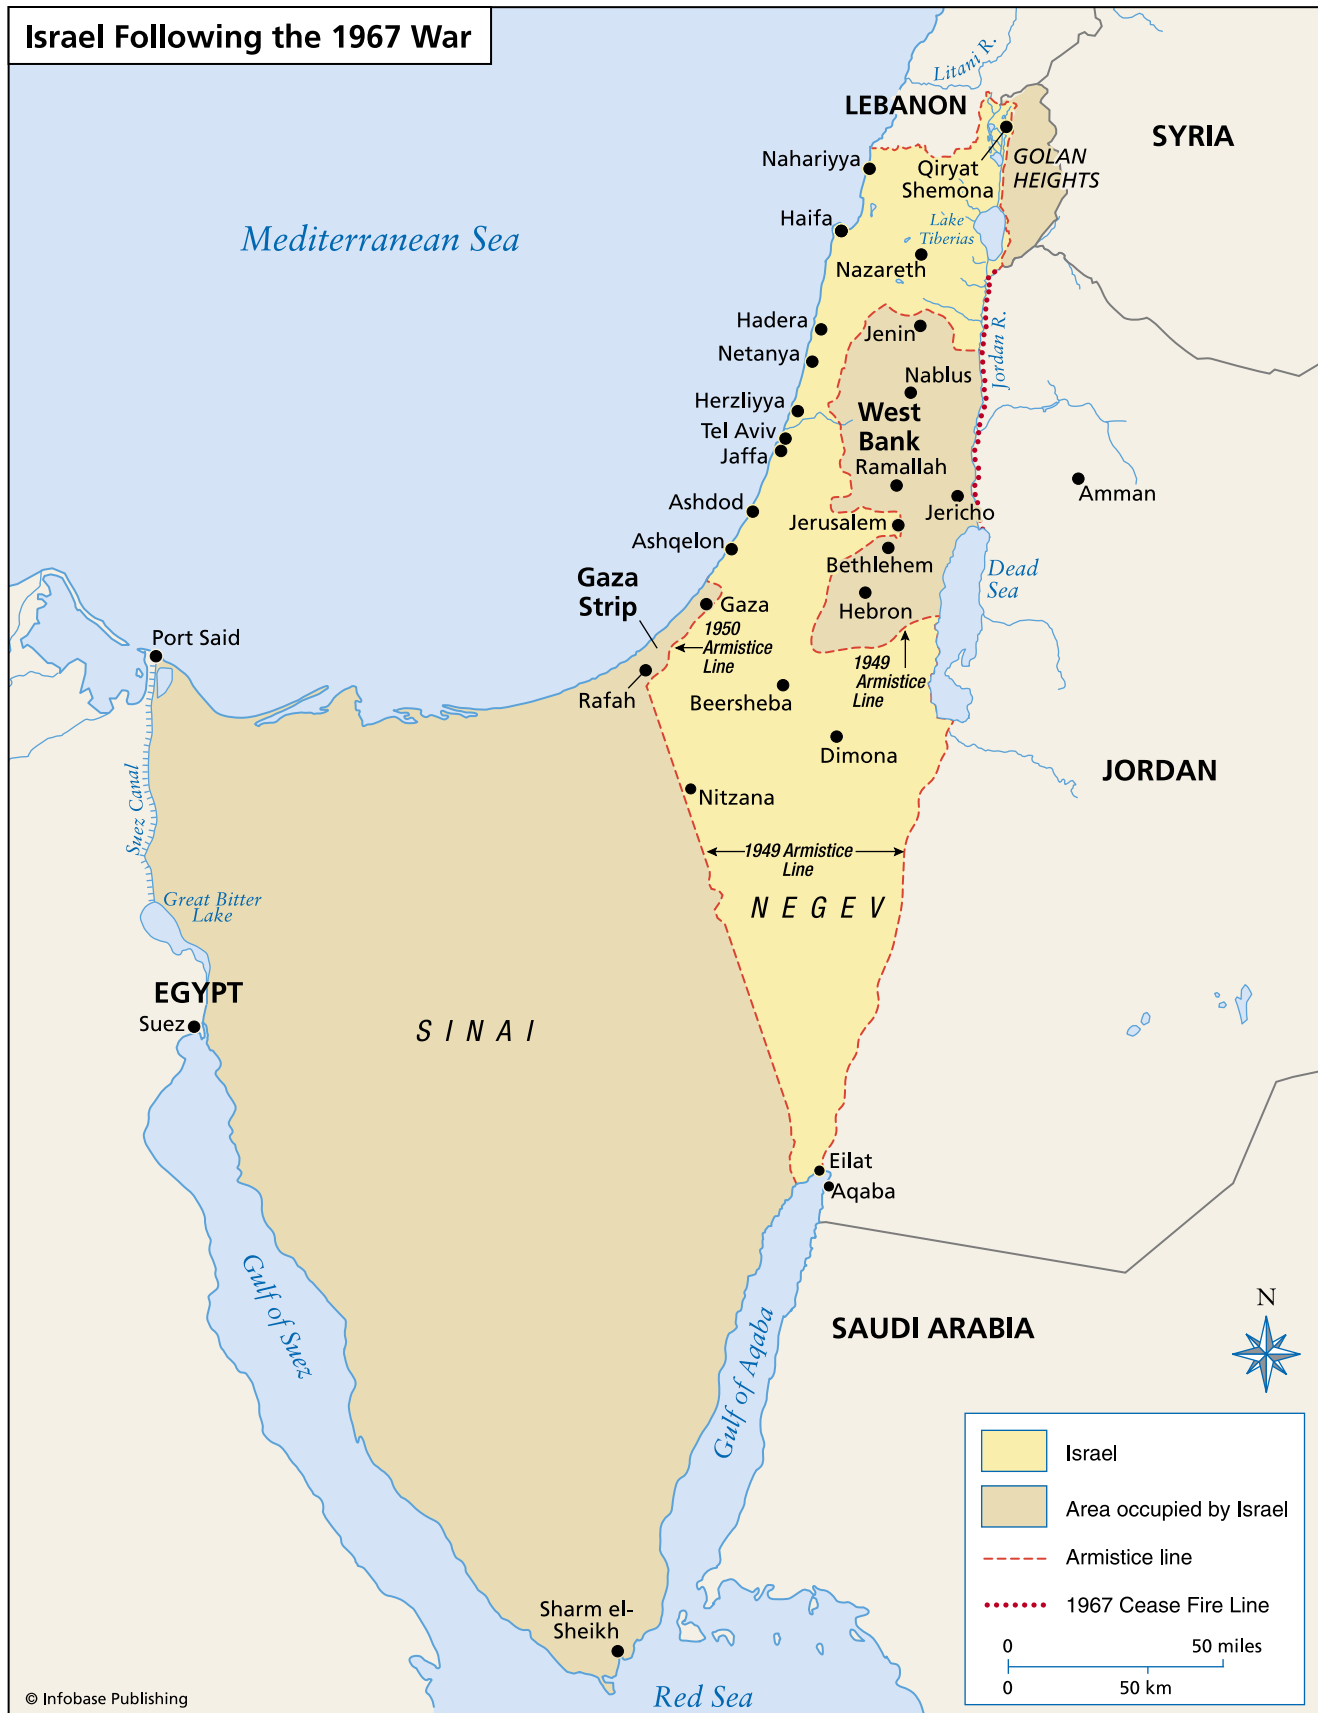 Israel Following the 1967 War
Litani R.
LEBANON
SYRIA
Nahariyya
Qiryat
Shemona
GOLAN
HEIGHTS
Haifa
Lake
Tiberias
Mediterranean Sea
Nazareth
Hadera
Jenin
Jordan R.
Netanya
Nablus
Herzliyya
West
Bank
Tel Aviv
Jaffa
Ramallah
Amman
Ashdod
Jericho
Jerusalem
Ashqelon
Bethlehem
Dead
Sea
Gaza
Strip
Gaza
Hebron
1950
Armistice
Line
Port Said
1949
Armistice
Line
Rafah
Beersheba
Dimona
JORDAN
Suez Canal
Nitzana
1949 Armistice
Line
Great Bitter
Lake
NEGEV
EGYPT
Suez
SINAI
Eilat
Aqaba
Gulf of Suez
Gulf of Aqaba
SAUDI ARABIA
N
Israel
Area occupied by Israel
Armistice line
1967 Cease Fire Line
0 50 miles
0 50 km
Sharm el-
Sheikh
Red Sea
© Infobase Publishing